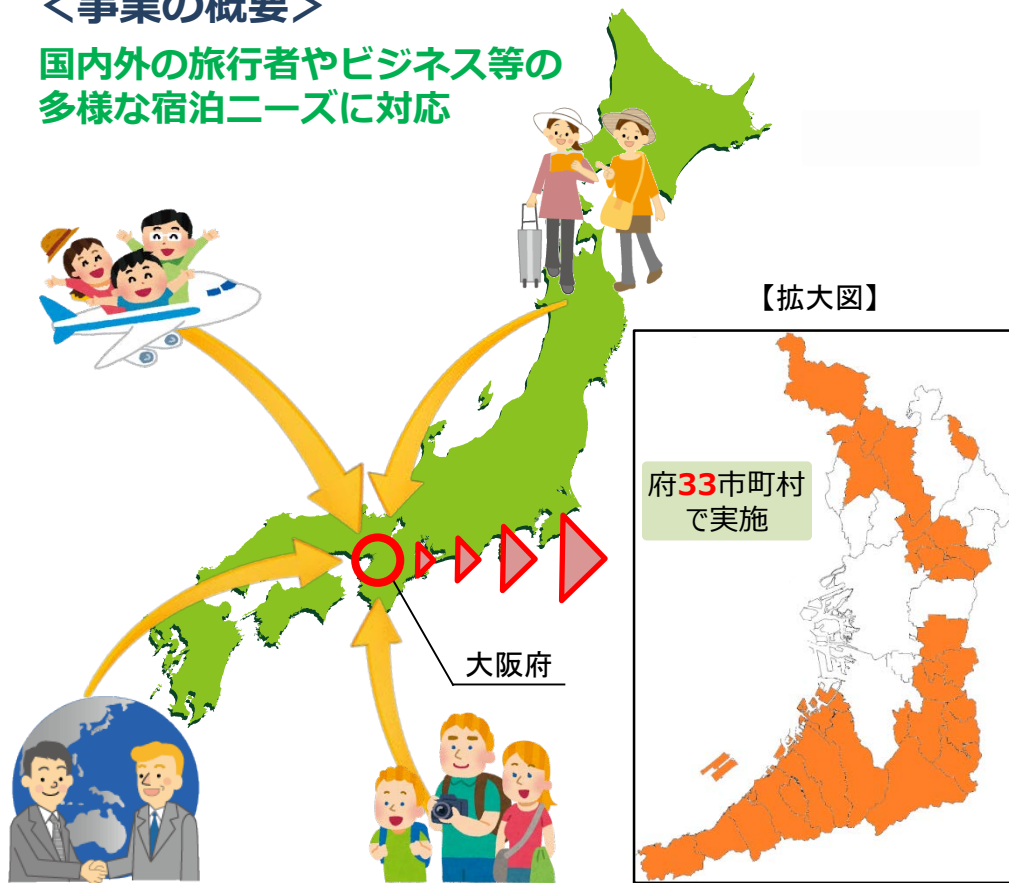 ＜事業の概要＞
国内外の旅行者やビジネス等の
多様な宿泊ニーズに対応
【拡大図】
府33市町村
で実施
大阪府